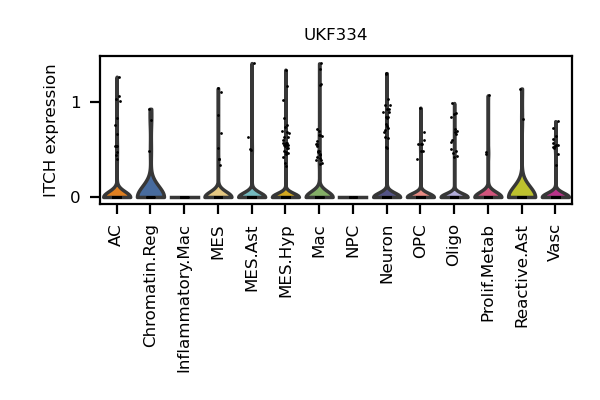 UKF334
ITCH expression
1
0
AC
Chromatin.Reg
Inflammatory.Mac
MES
MES.Ast
MES.Hyp
Mac
NPC
Neuron
OPC
Oligo
Prolif.Metab
Reactive.Ast
Vasc